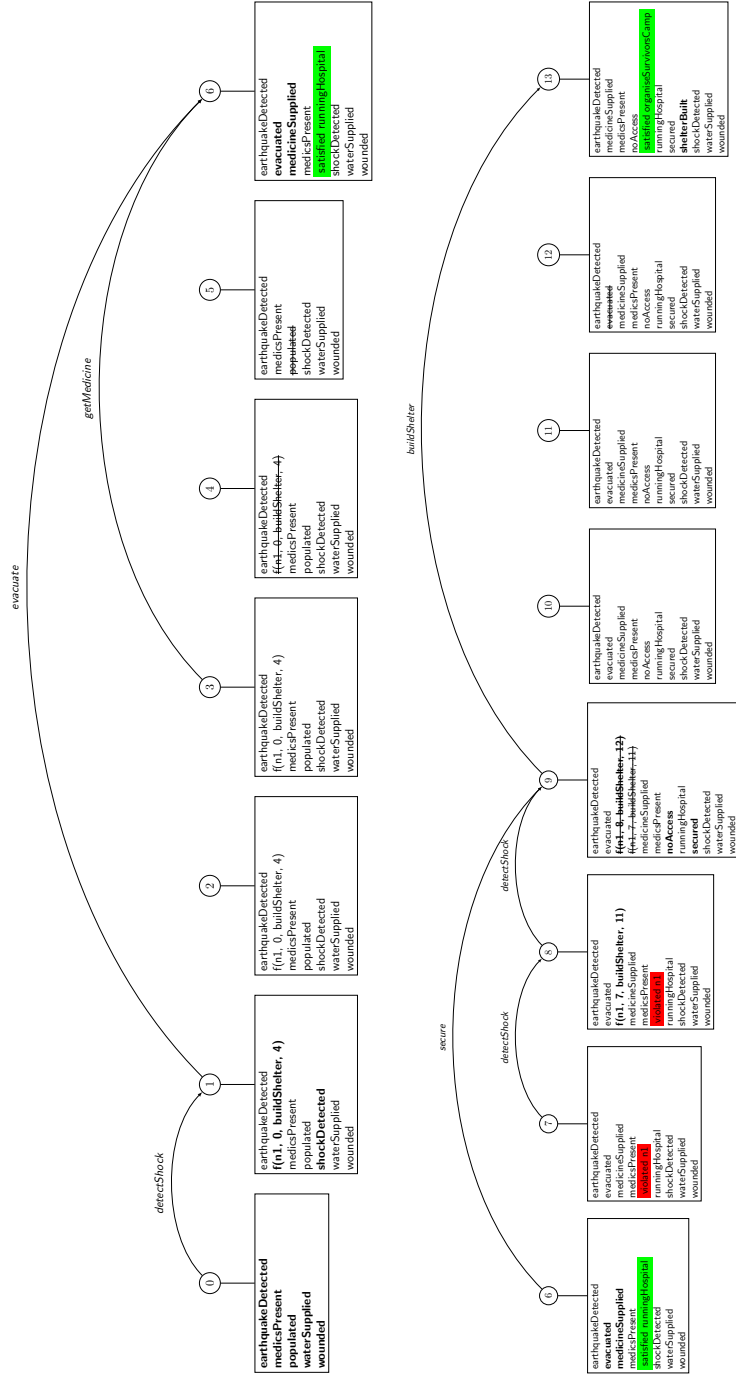 evacuate
getMedicine
detectShock
0
earthquakeDetected
medicsPresent
populated
waterSupplied
wounded
1
earthquakeDetected
f(n1, 0, buildShelter, 4)
medicsPresent
populated
shockDetected
waterSupplied
wounded
2
earthquakeDetected
f(n1, 0, buildShelter, 4)
medicsPresent
populated
shockDetected
waterSupplied
wounded
3
earthquakeDetected
f(n1, 0, buildShelter, 4)
medicsPresent
populated
shockDetected
waterSupplied
wounded
4
earthquakeDetected
f(n1, 0, buildShelter, 4)
medicsPresent
populated
shockDetected
waterSupplied
wounded
5
earthquakeDetected
medicsPresent
populated
shockDetected
waterSupplied
wounded
6
earthquakeDetected
evacuated
medicineSupplied
medicsPresent
satisfied runningHospital
shockDetected
waterSupplied
wounded
buildShelter
secure
detectShock
detectShock
6
earthquakeDetected
evacuated
medicineSupplied
medicsPresent
satisfied runningHospital
shockDetected
waterSupplied
wounded
7
earthquakeDetected
evacuated
medicineSupplied
medicsPresent
violated n1
runningHospital
shockDetected
waterSupplied
wounded
8
earthquakeDetected
evacuated
f(n1, 7, buildShelter, 11)
medicineSupplied
medicsPresent
violated n1
runningHospital
shockDetected
waterSupplied
wounded
9
earthquakeDetected
evacuated
f(n1, 8, buildShelter, 12)
f(n1, 7, buildShelter, 11)
medicineSupplied
medicsPresent
noAccess
runningHospital
secured
shockDetected
waterSupplied
wounded
10
earthquakeDetected
evacuated
medicineSupplied
medicsPresent
noAccess
runningHospital
secured
shockDetected
waterSupplied
wounded
11
earthquakeDetected
evacuated
medicineSupplied
medicsPresent
noAccess
runningHospital
secured
shockDetected
waterSupplied
wounded
12
earthquakeDetected
evacuated
medicineSupplied
medicsPresent
noAccess
runningHospital
secured
shockDetected
waterSupplied
wounded
13
earthquakeDetected
medicineSupplied
medicsPresent
noAccess
satisfied organiseSurvivorsCamp
runningHospital
secured
shelterBuilt
shockDetected
waterSupplied
wounded